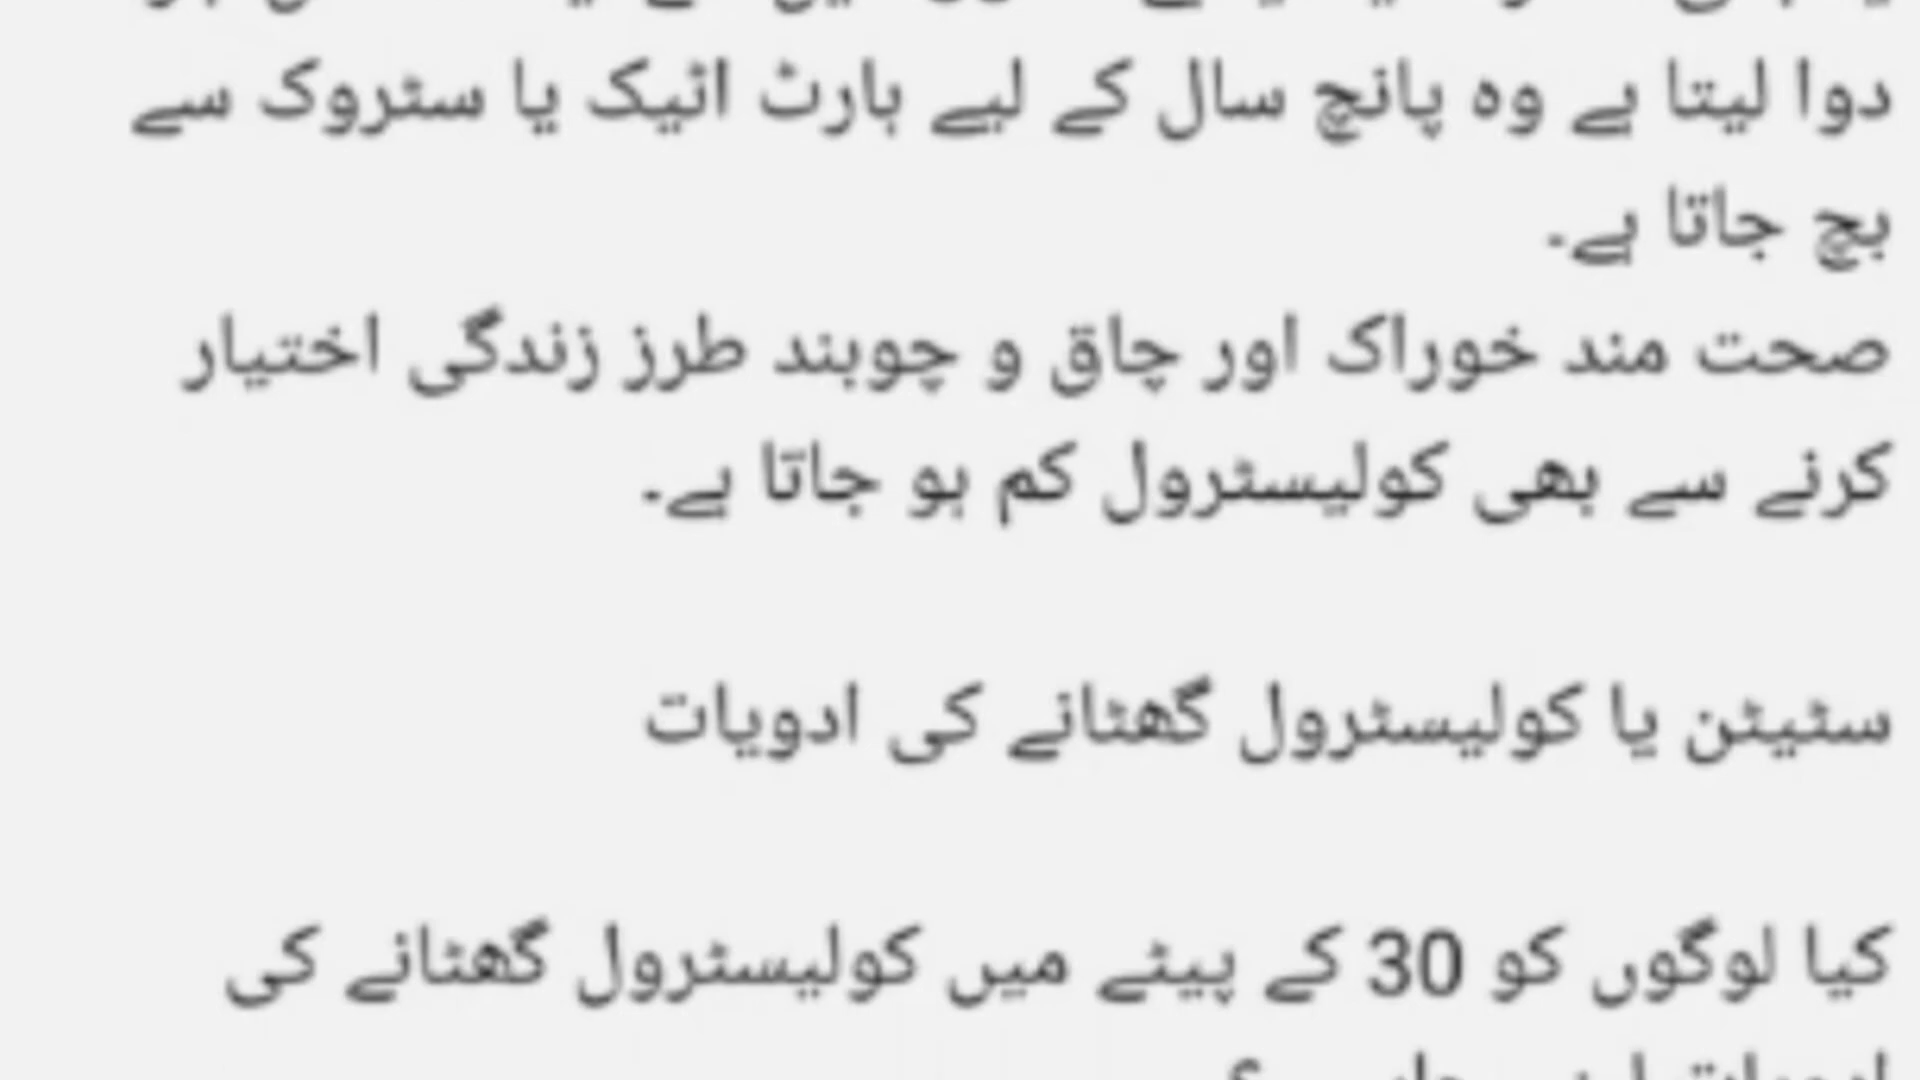 دوا لیتا ہے وہ پانچ سال کے لیے ہارٹ اٹیک یا سٹروک سے
بچ جاتا ہے۔
صحت مند خوراک اور چاق و چوبند طرز زندگی اختیار
کرنے سے بھی کولیسٹرول کم ہو جاتا ہے۔
سٹیٹن یا کولیسٹرول گھٹانے کی ادویات
کیا لوگوں کو 30 کے پیٹے میں کولیسٹرول گھٹانے کی